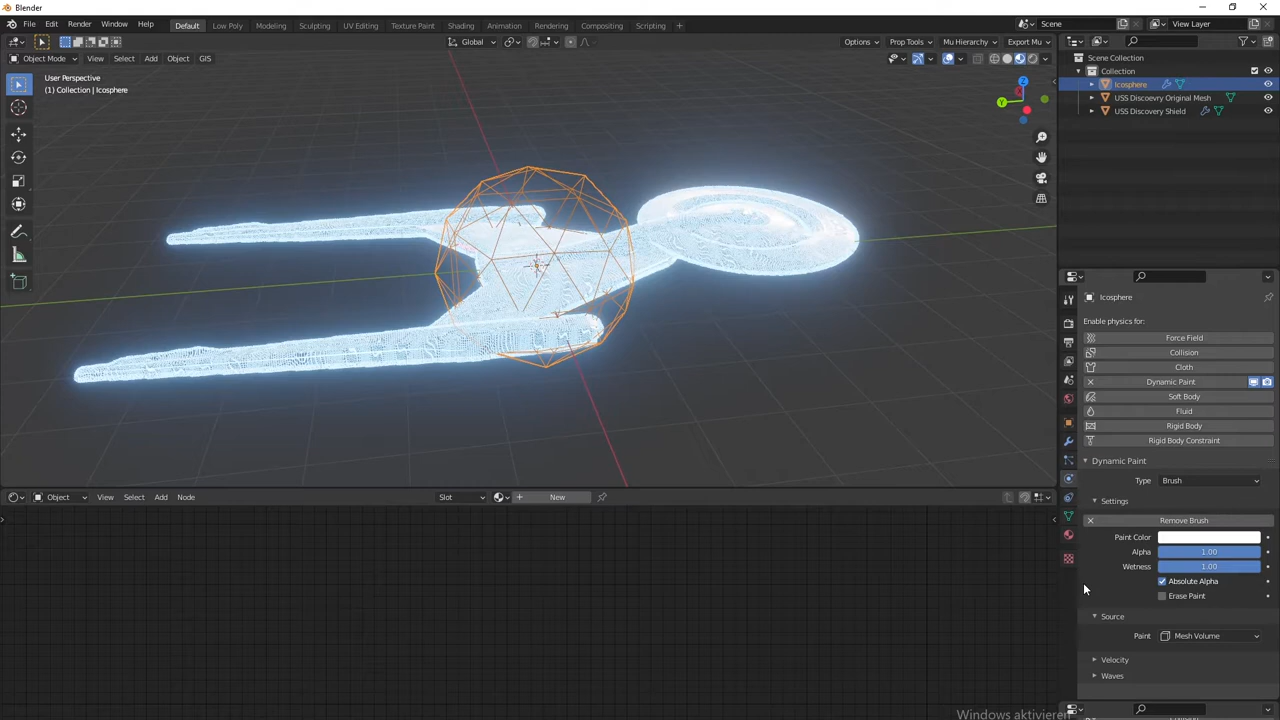 Blender
File Edit Render Window Help Default Low Poly Modeling Sculpting UV Editing Texture Paint Shading Animation Rendering Compositing Scripting + Scene View Layer
Global Options Prop Tools Mu Hierarchy Export Mu
Object Mode View Select Add Object GIS
User Perspective
(1) Collection | Icosphere
Y
Z
Scene Collection
Collection
Icosphere
USS Discoevry Original Mesh
USS Discovery Shield
Icosphere
Enable physics for:
Force Field
Collision
Cloth
Dynamic Paint
Soft Body
Fluid
Rigid Body
Rigid Body Constraint
Dynamic Paint
Type Brush
Settings
Remove Brush
Paint Color
Alpha 1.00
Wetness 1.00
Absolute Alpha
Erase Paint
Source
Paint Mesh Volume
Velocity
Waves
Object View Select Add Node Slot New
Windows aktivieren